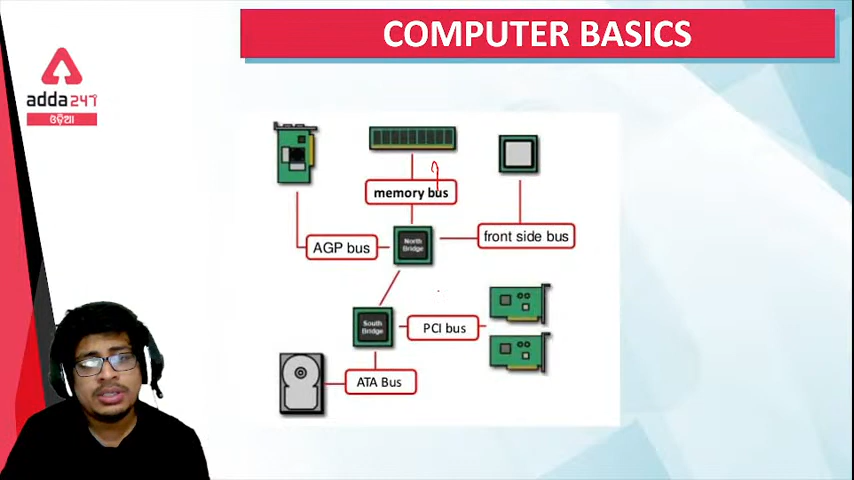 COMPUTER BASICS
adda247
ଓଡ଼ିଆ
memory bus
AGP bus
North
Bridge
front side bus
South
Bridge
PCI bus
ATA Bus